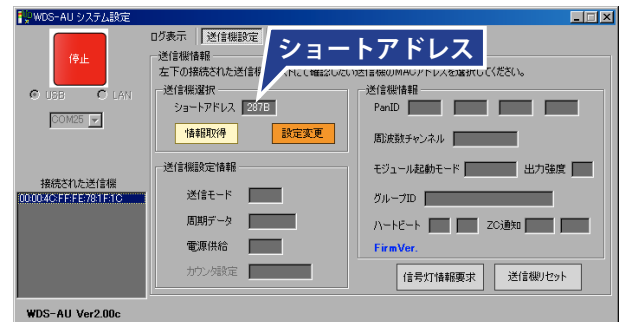 WDS-AU システム設定
ログ表示 送信機設定
ショートアドレス
停止
USB LAN
COM25
接続された送信機
00:00:4C:FF:FE:78:1F:1C
WDS-AU Ver2.00c
送信機情報
左下の接続された送信機 にて確認したい送信機のMACアドレスを選択してください。
送信機選択
ショートアドレス 287B
情報取得 設定変更
送信機設定情報
送信モード
周期データ
電源供給
カウンタ設定
送信機情報
PanID
周波数チャンネル
モジュール起動モード 出力強度
グループID
ハートビート ZC通知
FirmVer.
信号灯情報要求 送信機リセット